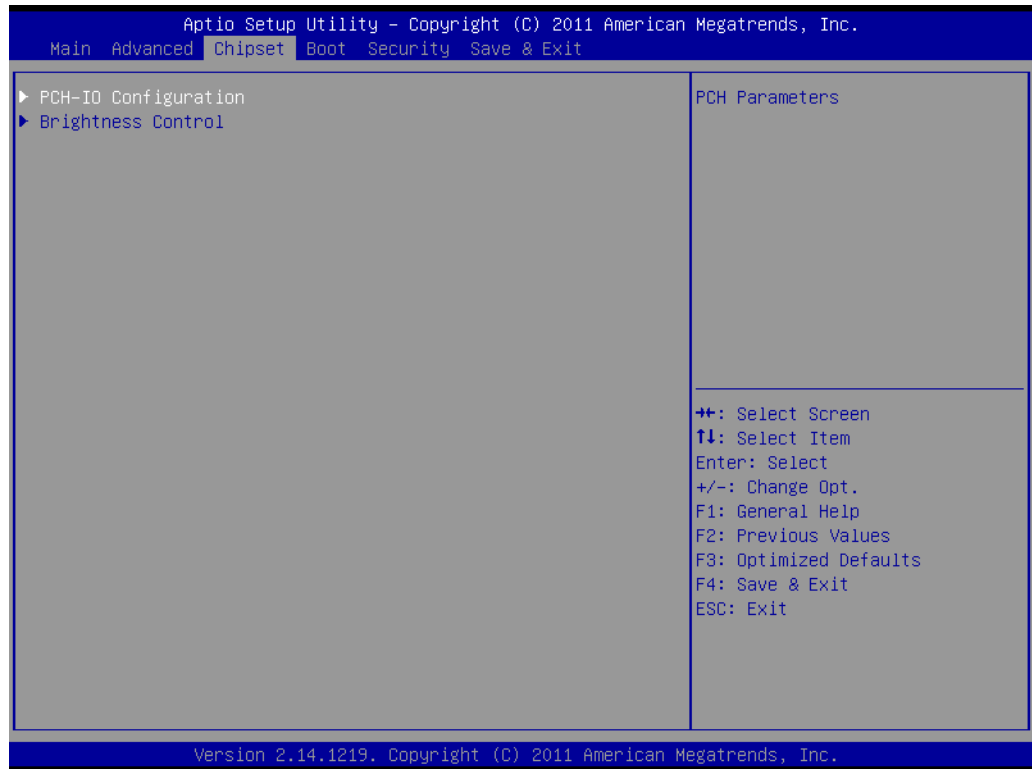 Aptio Setup Utility – Copyright (C) 2011 American Megatrends, Inc.
Main Advanced Chipset Boot Security Save & Exit
▶ PCH-IO Configuration
▶ Brightness Control
PCH Parameters
→←: Select Screen
↑↓: Select Item
Enter: Select
+/-: Change Opt.
F1: General Help
F2: Previous Values
F3: Optimized Defaults
F4: Save & Exit
ESC: Exit
Version 2.14.1219. Copyright (C) 2011 American Megatrends, Inc.